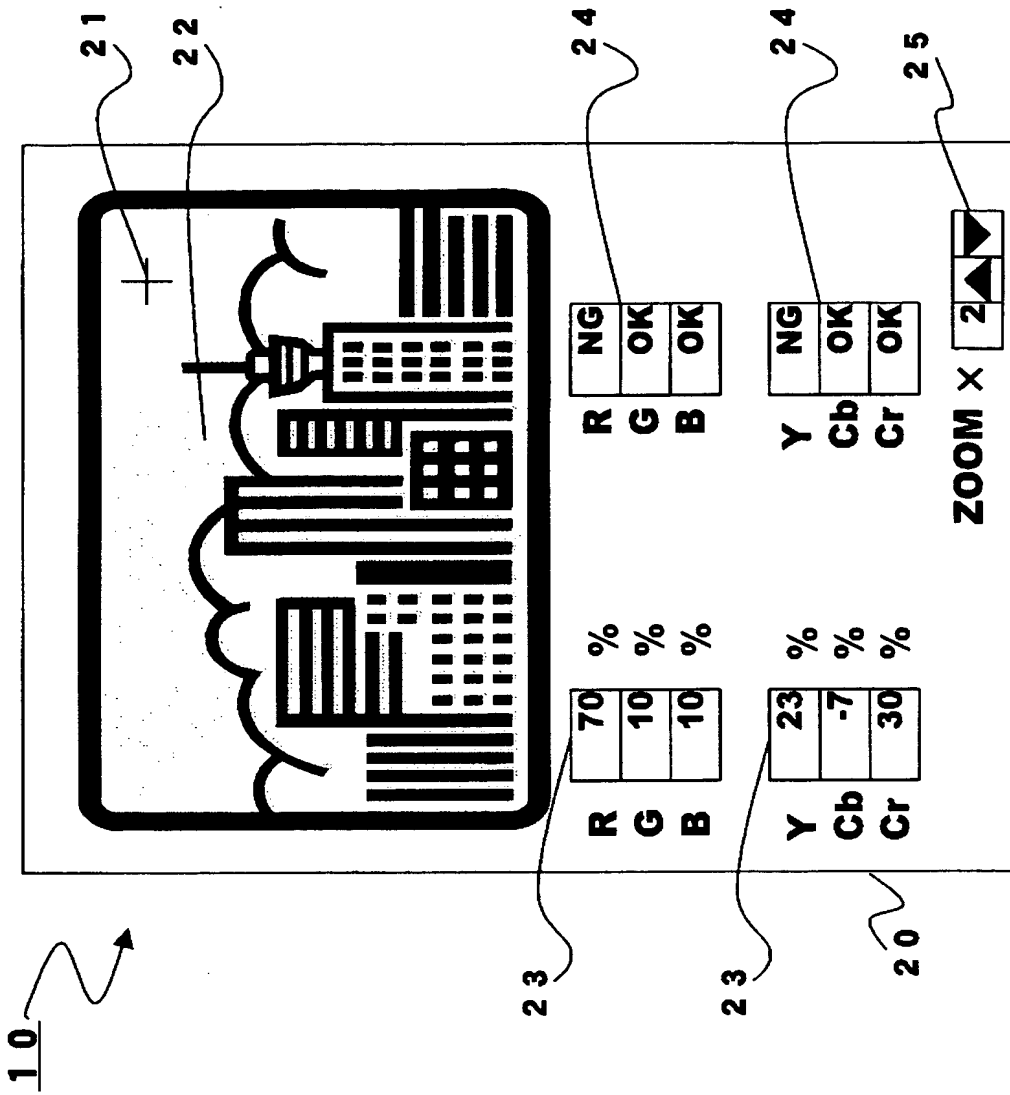 10
21
22
R 70 % R NG
G 10 % G OK
B 10 % B OK
23
24
Y 23 % Y NG
Cb -7 % Cb OK
Cr 30 % Cr OK
23
24
ZOOM × 2
25
20